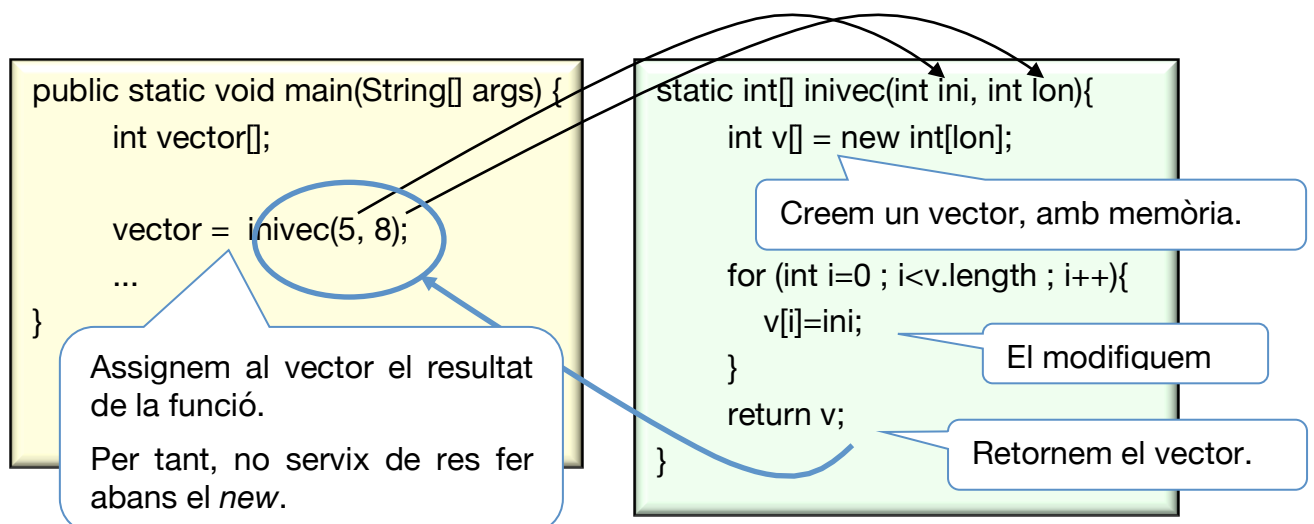 public static void main(String[] args) {
int vector[];
vector = inivec(5, 8);
...
}
Assignem al vector el resultat
de la funció.
Per tant, no servix de res fer
abans el new.
static int[] inivec(int ini, int lon){
int v[] = new int[lon];
Creem un vector, amb memòria.
for (int i=0 ; i<v.length ; i++){
v[i]=ini;
El modifiquem
}
return v;
Retornem el vector.
}